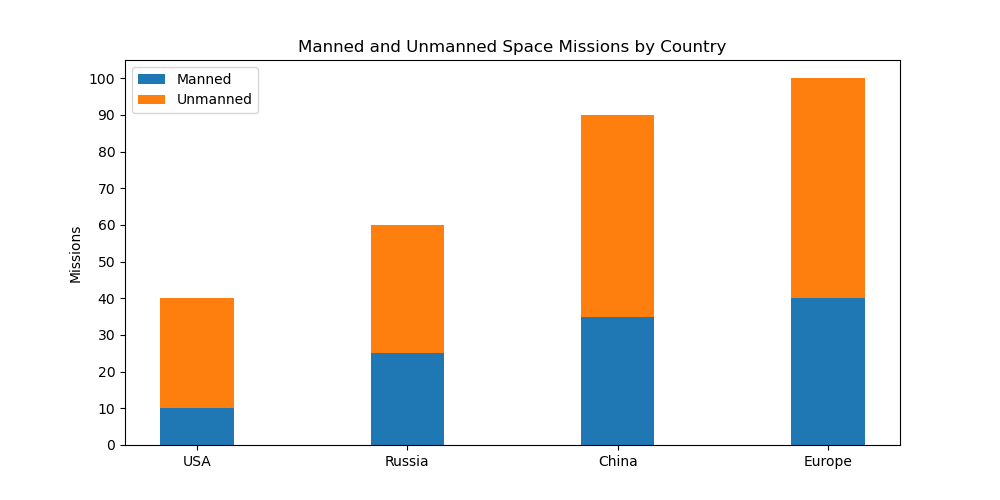 Manned and Unmanned Space Missions by Country
Manned
Unmanned
Missions
100
90
80
70
60
50
40
30
20
10
0
USA
Russia
China
Europe